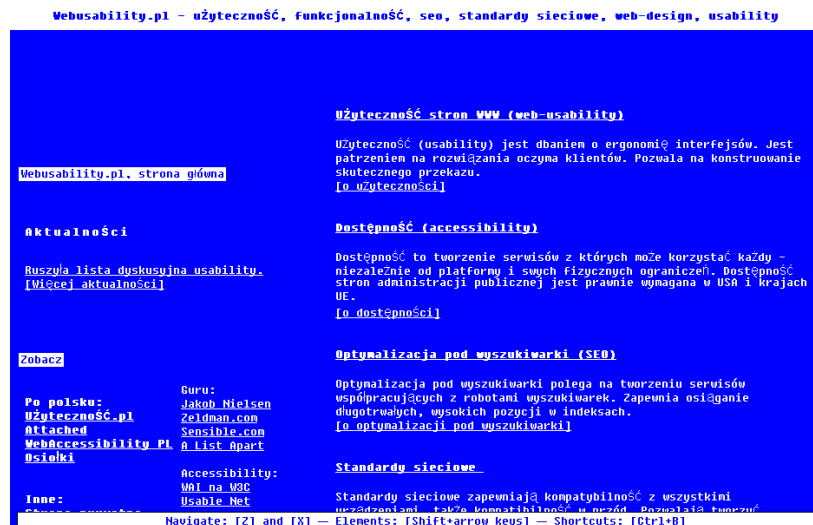 Webusability.pl - użyteczność, funkcjonalność, seo, standardy sieciowe, web-design, usability
Webusability.pl, strona główna
Aktualności
Ruszyła lista dyskusyjna usability.
[Więcej aktualności]
Zobacz
Po polsku:
Użyteczność.pl
Attached
WebAccessibility PL
Osiołki
Inne:
Guru:
Jakob Nielsen
Zeldman.com
Sensible.com
A List Apart
Accessibility:
WAI na W3C
Usable Net
Użyteczność stron WWW (web-usability)
Użyteczność (usability) jest dbaniem o ergonomię interfejsów. Jest
patrzeniem na rozwiązania oczyma klientów. Pozwala na konstruowanie
skutecznego przekazu.
[o użyteczności]
Dostępność (accessibility)
Dostępność to tworzenie serwisów z których może korzystać każdy -
niezależnie od platformy i swych fizycznych ograniczeń. Dostępność
stron administracji publicznej jest prawnie wymagana w USA i krajach
UE.
[o dostępności]
Optymalizacja pod wyszukiwarki (SEO)
Optymalizacja pod wyszukiwarki polega na tworzeniu serwisów
współpracujących z robotami wyszukiwarek. Zapewnia osiąganie
długotrwałych, wysokich pozycji w indeksach.
[o optymalizacji pod wyszukiwarki]
Standardy sieciowe
Standardy sieciowe zapewniają kompatybilność z wszystkimi
urządzeniami, także kompatibilność w przód. Pozwalają tworzyć
Navigate: [Z] and [X] — Elements: [Shift+arrow keys] — Shortcuts: [Ctrl+B]